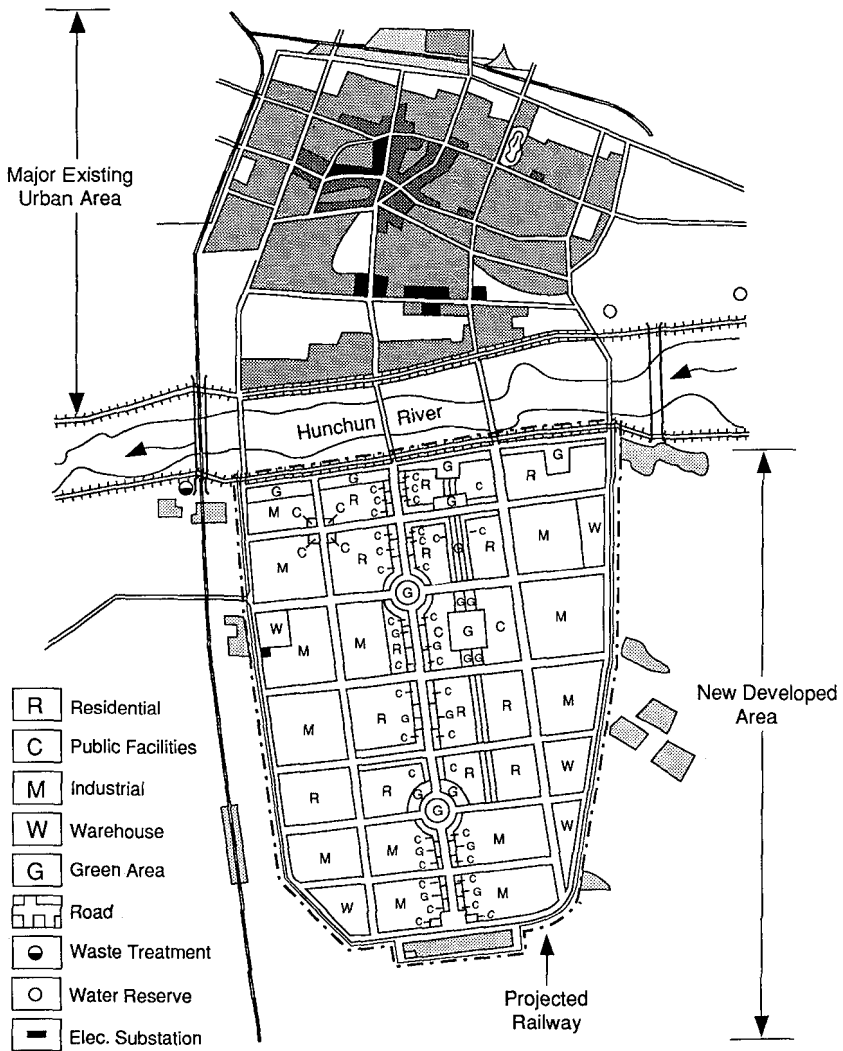 Major Existing
Urban Area
Hunchun River
G
G
G
G
R
R
C
C
C
C
C
R
C
M
C
C
C
C
C
G
C
C
C
C
C
M
W
C
C
R
R
G
R
M
C
C
C
G
G G
W
C
C
M
M
G
C
G
C
M
R
C
C
G G
C
C
C
M
R
G
G
R
R
M
C
C
C
W
R
R
R
R
G
G
G
C
C
M
M
G
G
M
W
C
C
C
C
W
M
G
G
M
C
C
C
New Developed
Area
Projected
Railway
R Residential
C Public Facilities
M Industrial
W Warehouse
G Green Area
Road
Waste Treatment
Water Reserve
Elec. Substation